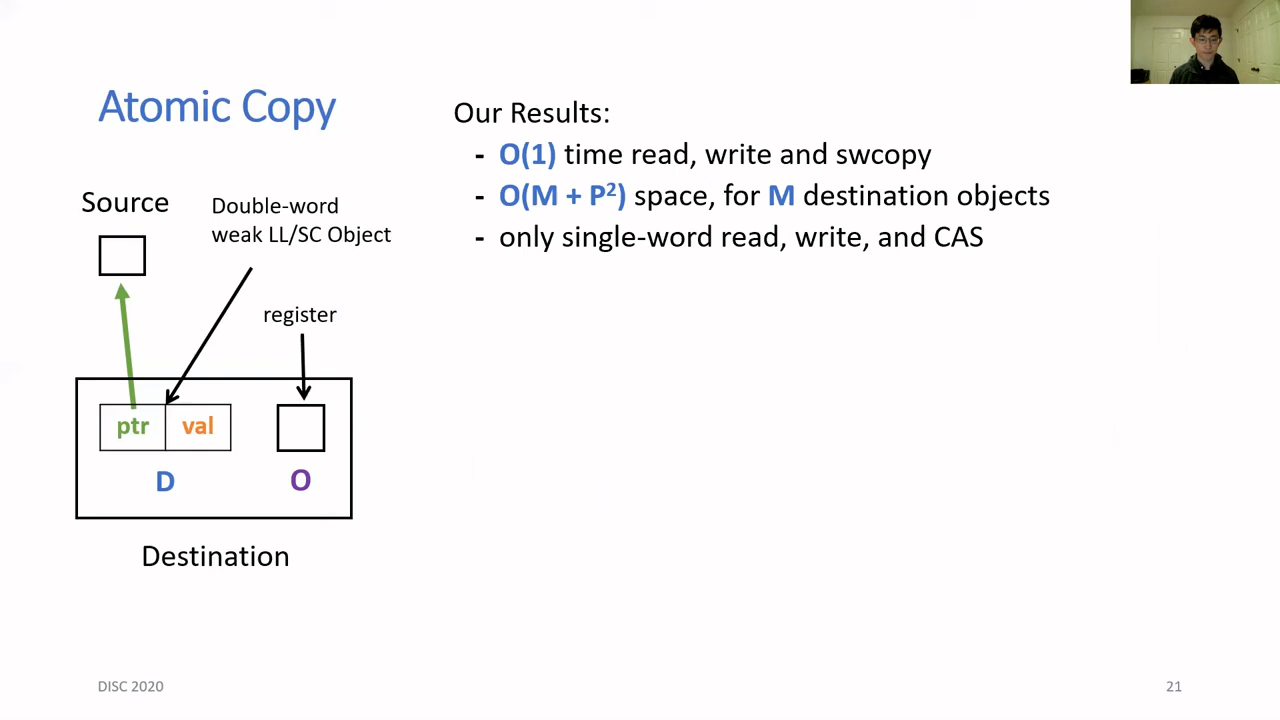 Atomic Copy
Our Results:
- O(1) time read, write and swcopy
- O(M + P²) space, for M destination objects
- only single-word read, write, and CAS
Source
Double-word
weak LL/SC Object
register
ptr val
D O
Destination
DISC 2020
21